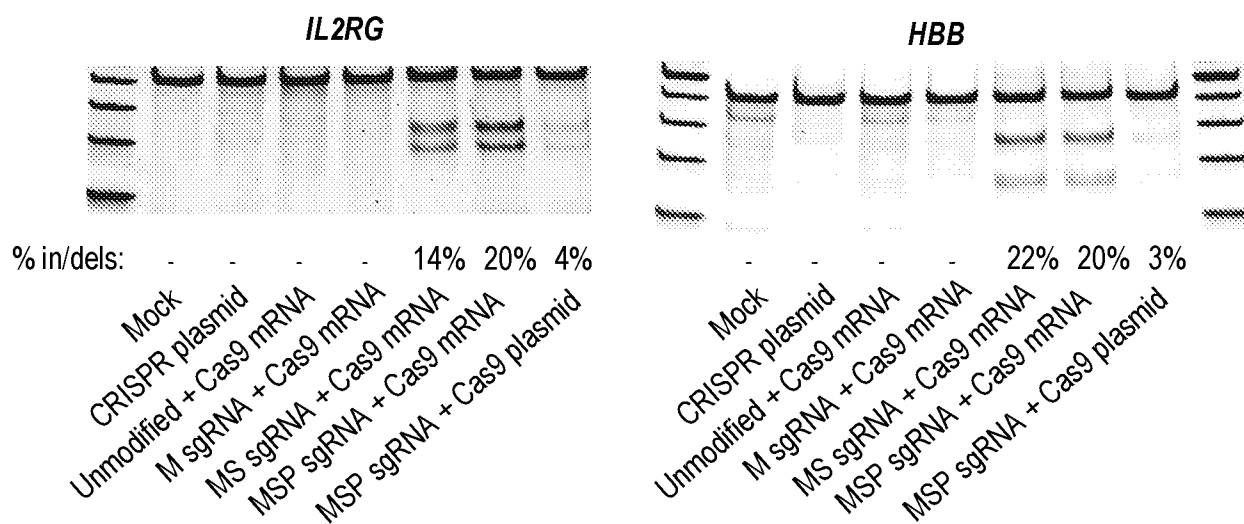 IL2RG
HBB
% in/dels: - - - - 14% 20% 4%
- - - - 22% 20% 3%
Mock
CRISPR plasmid
Unmodified + Cas9 mRNA
M sgRNA + Cas9 mRNA
MS sgRNA + Cas9 mRNA
MSP sgRNA + Cas9 mRNA
MSP sgRNA + Cas9 plasmid
Mock
CRISPR plasmid
Unmodified + Cas9 mRNA
M sgRNA + Cas9 mRNA
MS sgRNA + Cas9 mRNA
MSP sgRNA + Cas9 mRNA
MSP sgRNA + Cas9 plasmid